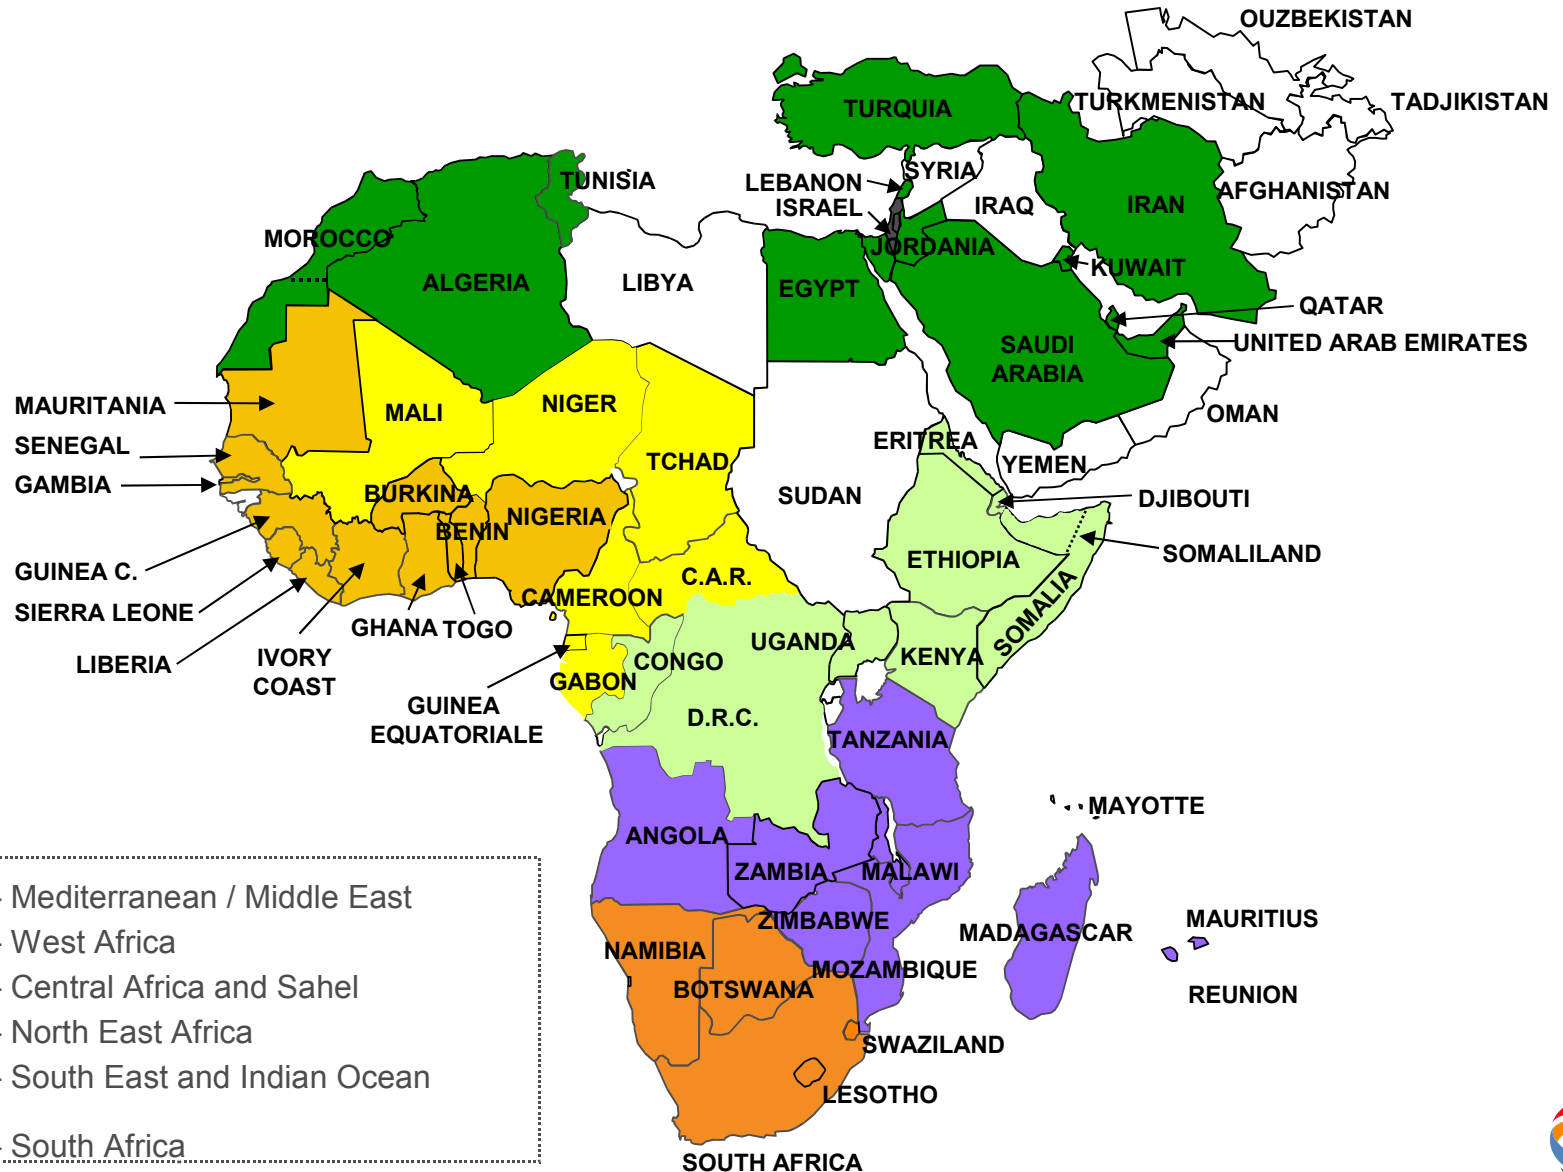 OUZBEKISTAN
TURKMENISTAN
TADJIKISTAN
TURQUIA
SYRIA
LEBANON
ISRAEL
IRAQ
IRAN
AFGHANISTAN
TUNISIA
MOROCCO
JORDANIA
KUWAIT
ALGERIA
LIBYA
EGYPT
QATAR
SAUDI
ARABIA
UNITED ARAB EMIRATES
MAURITANIA
MALI
NIGER
OMAN
SENEGAL
ERITREA
TCHAD
YEMEN
GAMBIA
BURKINA
SUDAN
DJIBOUTI
BENIN
NIGERIA
SOMALILAND
GUINEA C.
ETHIOPIA
SIERRA LEONE
C.A.R.
CAMEROON
SOMALIA
GHANA
TOGO
LIBERIA
IVORY
COAST
UGANDA
CONGO
KENYA
GABON
GUINEA
EQUATORIALE
D.R.C.
TANZANIA
MAYOTTE
ANGOLA
ZAMBIA
MALAWI
ZIMBABWE
MADAGASCAR
MAURITIUS
NAMIBIA
MOZAMBIQUE
BOTSWANA
REUNION
SWAZILAND
LESOTHO
SOUTH AFRICA
- Mediterranean / Middle East
- West Africa
- Central Africa and Sahel
- North East Africa
- South East and Indian Ocean
- South Africa